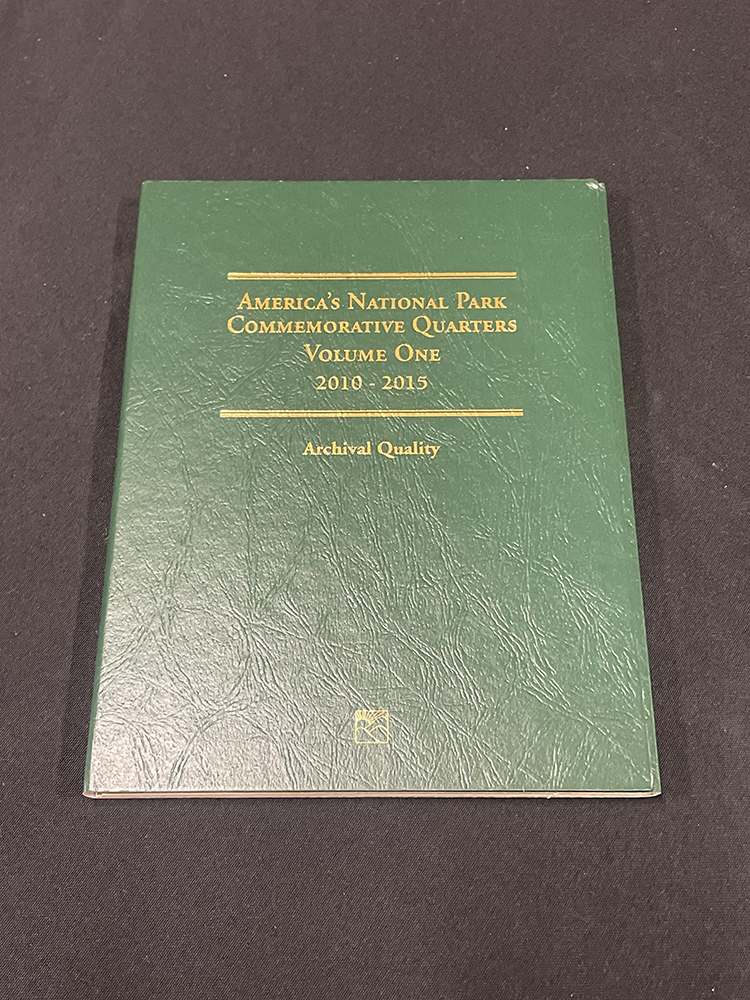 America's National Park
Commemorative Quarters
Volume One
2010 - 2015
Archival Quality